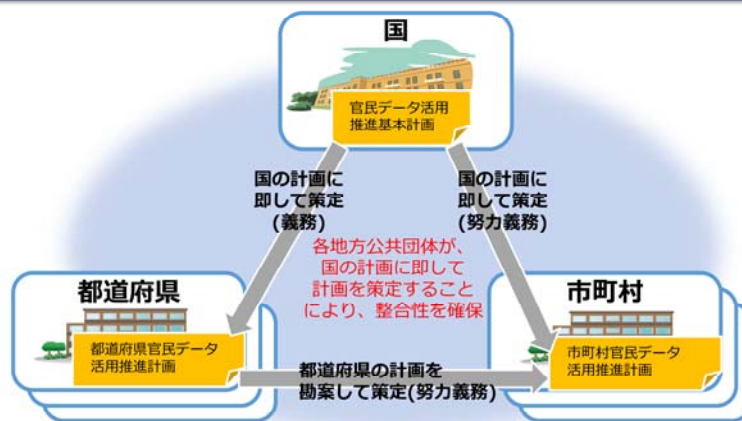 国
官民データ活用
推進基本計画
国の計画に
即して策定
(義務)
国の計画に
即して策定
(努力義務)
各地方公共団体が、
国の計画に即して
計画を策定すること
により、整合性を確保
都道府県
都道府県官民データ
活用推進計画
市町村
市町村官民データ
活用推進計画
都道府県の計画を
勘案して策定(努力義務)